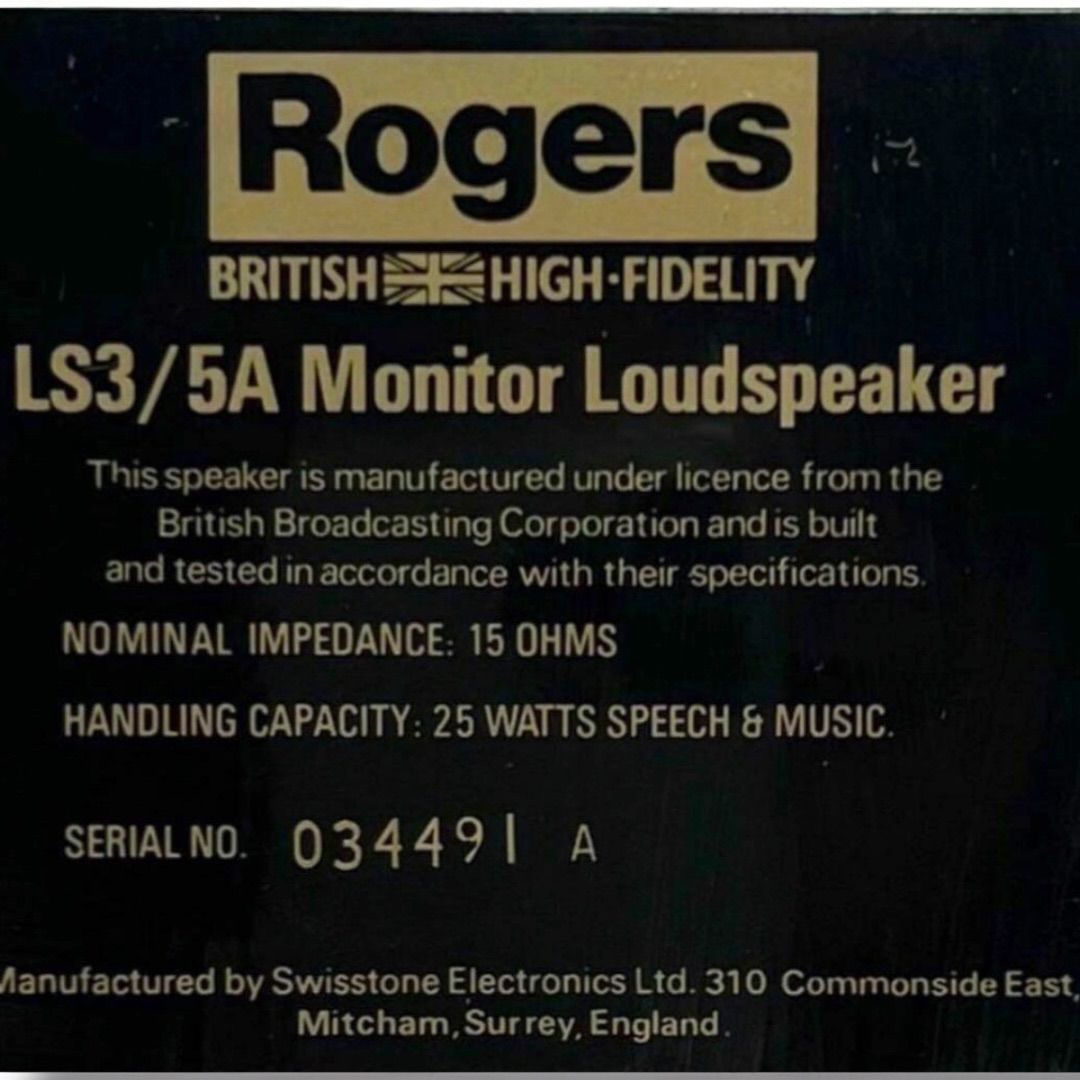 Rogers
BRITISH HIGH·FIDELITY
LS3/5A Monitor Loudspeaker
This speaker is manufactured under licence from the
British Broadcasting Corporation and is built
and tested in accordance with their specifications.
NOMINAL IMPEDANCE: 15 OHMS
HANDLING CAPACITY: 25 WATTS SPEECH & MUSIC.
SERIAL NO. 034491 A
Manufactured by Swisstone Electronics Ltd. 310 Commonside East,
Mitcham, Surrey, England.